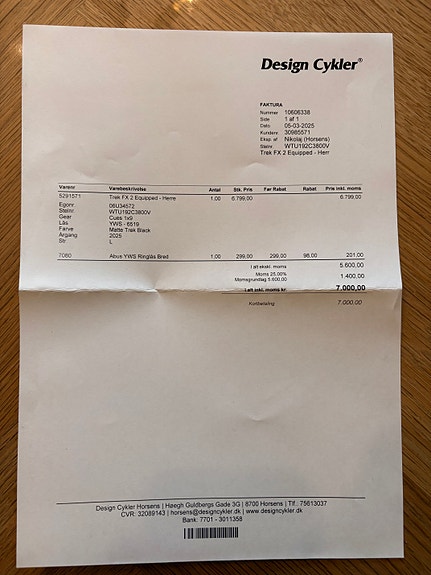 Design Cykler®
FAKTURA
Nummer 10606338
Side 1 af 1
Dato 05-03-2025
Kundenr. 30985571
Eksp. af Nikolaj (Horsens)
Stelnr. WTU192C3800V
Trek FX 2 Equipped - Herr
Varenr Varebeskrivelse Antal Stk. Pris Før Rabat Rabat Pris inkl. moms
5291571 Trek FX 2 Equipped - Herre 1,00 6.799,00 6.799,00
Egonr 06U34572
Stelnr WTU192C3800V
Gear Cues 1x9
Lås YWS - 6519
Farve Matte Trek Black
Årgang 2025
Str L
7060 Abus YWS Ringlås Bred 1,00 299,00 299,00 98,00 201,00
I alt ekskl. moms 5.600,00
Moms 25,00% 1.400,00
Momsgrundlag 5.600,00
I alt inkl. moms kr. 7.000,00
Kortbetaling 7.000,00
Design Cykler Horsens | Høegh Guldbergs Gade 3G | 8700 Horsens | Tlf.: 75613037
CVR: 32089143 | horsens@designcykler.dk | www.designcykler.dk
Bank: 7701 - 3011358